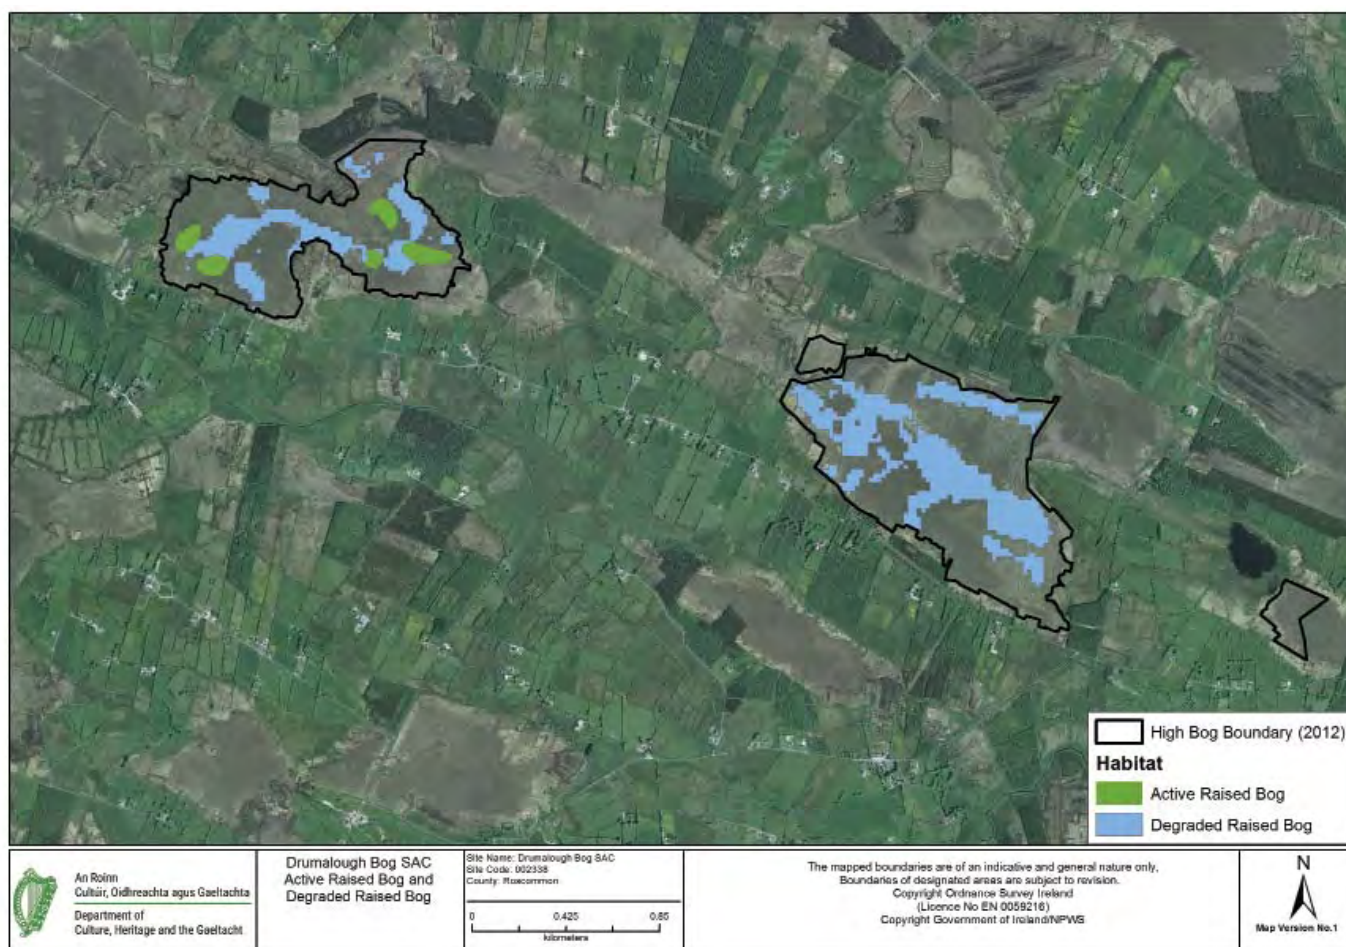 High Bog Boundary (2012)
Habitat
Active Raised Bog
Degraded Raised Bog
An Roinn
Cultúir, Oidhreachta agus Gaeltachta
Department of
Culture, Heritage and the Gaeltacht
Drumalough Bog SAC
Active Raised Bog and
Degraded Raised Bog
Site Name: Drumalough Bog SAC
Site Code: 002338
County: Roscommon
0 0.425 0.85
kilometers
The mapped boundaries are of an indicative and general nature only,
Boundaries of designated areas are subject to revision.
Copyright Ordnance Survey Ireland
(Licence No EN 0059216)
Copyright Government of Ireland/NPWS
N
Map Version No.1